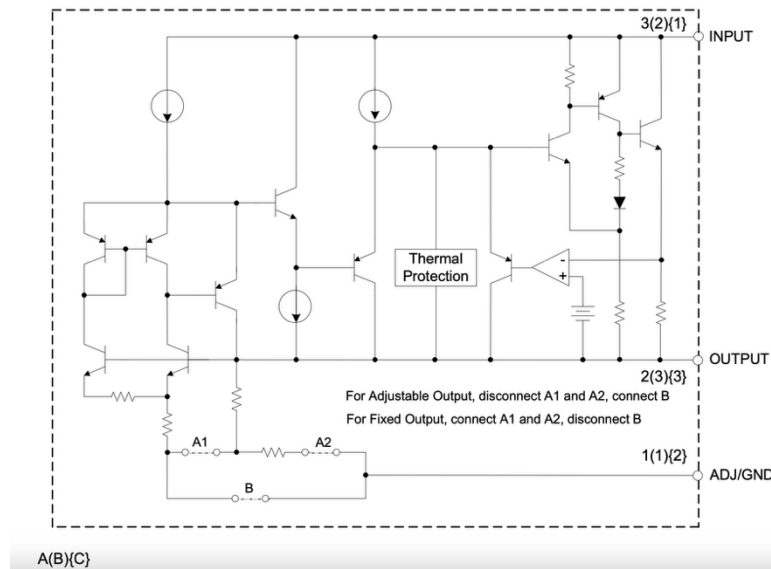 3(2){1}
INPUT
Thermal
Protection
-
+
OUTPUT
2(3){3}
For Adjustable Output, disconnect A1 and A2, connect B
For Fixed Output, connect A1 and A2, disconnect B
A1
A2
1(1){2}
ADJ/GND
B
A(B){C}